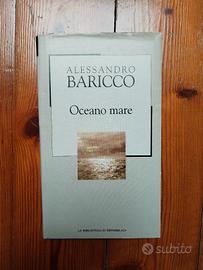 ALESSANDRO
BARICCO
Oceano mare
LA BIBLIOTECA DI REPUBBLICA
subito